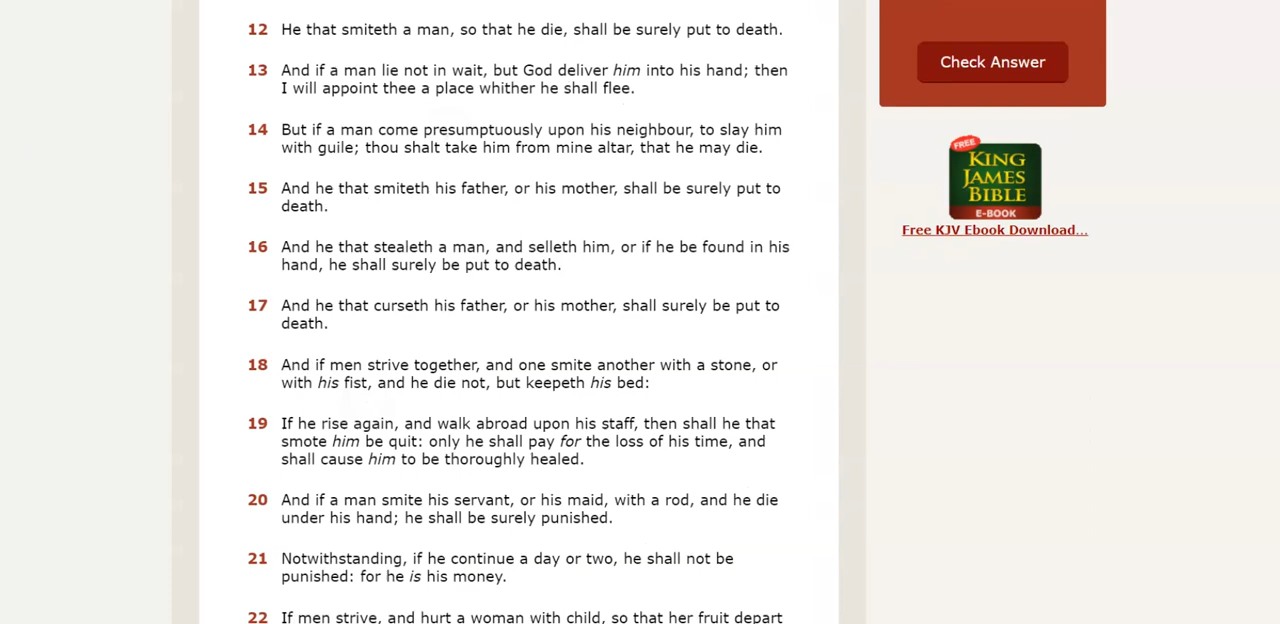 12 He that smiteth a man, so that he die, shall be surely put to death.
13 And if a man lie not in wait, but God deliver him into his hand; then
I will appoint thee a place whither he shall flee.
14 But if a man come presumptuously upon his neighbour, to slay him
with guile; thou shalt take him from mine altar, that he may die.
15 And he that smiteth his father, or his mother, shall be surely put to
death.
16 And he that stealeth a man, and selleth him, or if he be found in his
hand, he shall surely be put to death.
17 And he that curseth his father, or his mother, shall surely be put to
death.
18 And if men strive together, and one smite another with a stone, or
with his fist, and he die not, but keepeth his bed:
19 If he rise again, and walk abroad upon his staff, then shall he that
smote him be quit: only he shall pay for the loss of his time, and
shall cause him to be thoroughly healed.
20 And if a man smite his servant, or his maid, with a rod, and he die
under his hand; he shall be surely punished.
21 Notwithstanding, if he continue a day or two, he shall not be
punished: for he is his money.
22 If men strive, and hurt a woman with child, so that her fruit depart
Check Answer
FREE
KING
JAMES
BIBLE
E-BOOK
Free KJV Ebook Download...